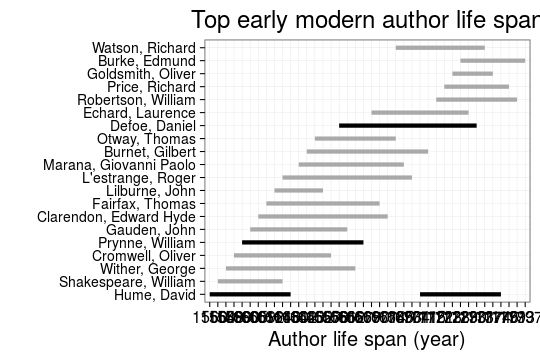 Top early modern author life span
Watson, Richard
Burke, Edmund
Goldsmith, Oliver
Price, Richard
Robertson, William
Echard, Laurence
Defoe, Daniel
Otway, Thomas
Burnet, Gilbert
Marana, Giovanni Paolo
L'estrange, Roger
Lilburne, John
Fairfax, Thomas
Clarendon, Edward Hyde
Gauden, John
Prynne, William
Cromwell, Oliver
Wither, George
Shakespeare, William
Hume, David
Author life span (year)